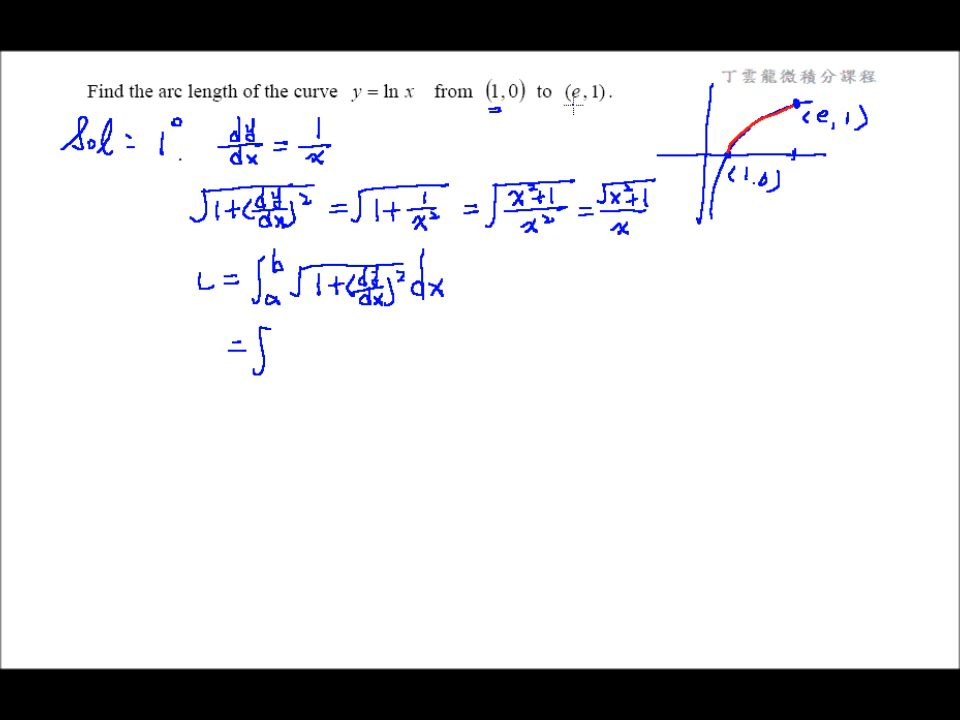 丁雲龍微積分課程
Find the arc length of the curve y = ln x from (1, 0) to (e, 1).
Sol = 1°. dy/dx = 1/x
√(1+(dy/dx)²) = √(1+1/x²) = √((x²+1)/x²) = √(x²+1)/x
L = ∫_a^b √(1+(dy/dx)²) dx
= ∫
(e, 1)
(1.0)